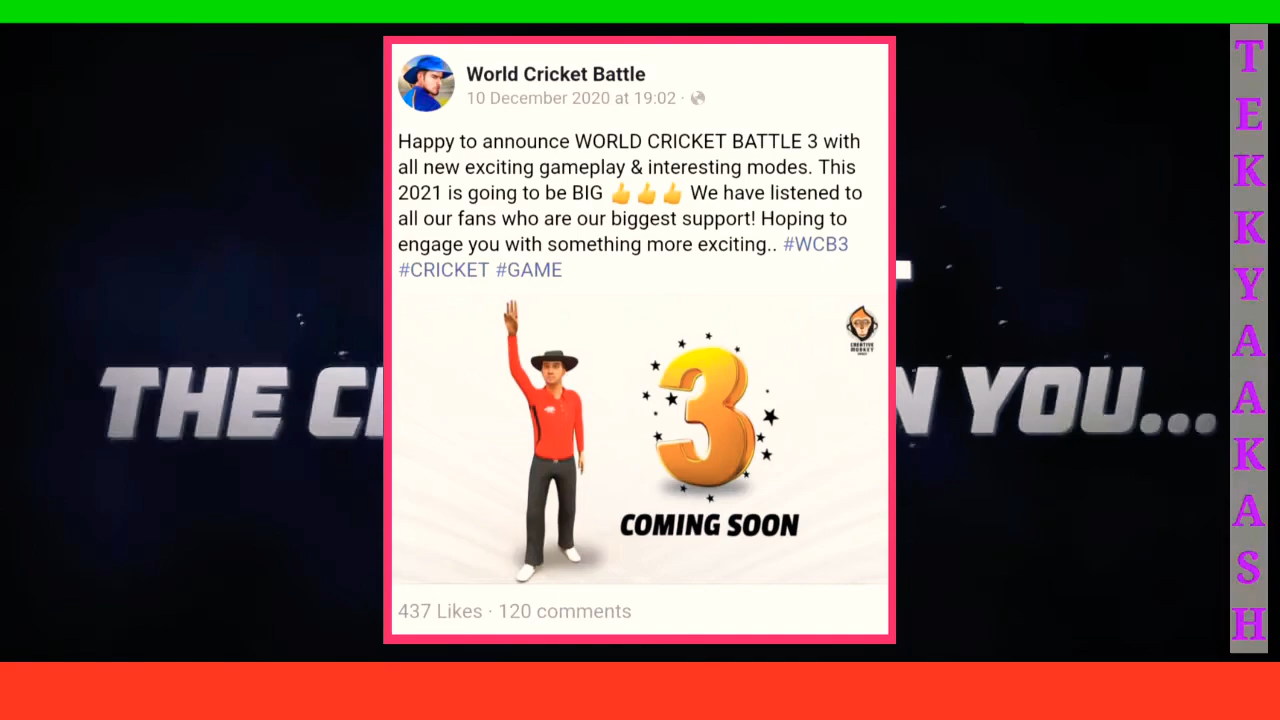 World Cricket Battle
10 December 2020 at 19:02 ·
Happy to announce WORLD CRICKET BATTLE 3 with
all new exciting gameplay & interesting modes. This
2021 is going to be BIG 👍👍👍 We have listened to
all our fans who are our biggest support! Hoping to
engage you with something more exciting.. #WCB3
#CRICKET #GAME
CREATIVE
MONKEY
3
COMING SOON
437 Likes · 120 comments
THE
YOU...
TEKKYAAKASH